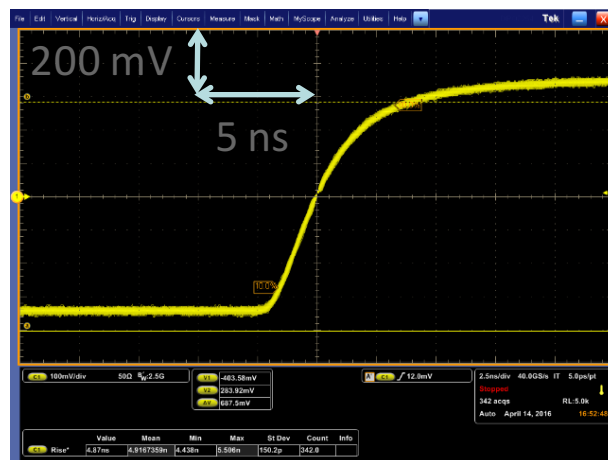 File Edit Vertical Horiz/Acq Trig Display Cursors Measure Mask Math MyScope Analyze Utilities Help Tek
200 mV
5 ns
10.0%
C1 100mV/div 50Ω BW:2.5G
V1 -403.58mV
V2 283.92mV
ΔV 687.5mV
A' C1 12.0mV
2.5ns/div 40.0GS/s IT 5.0ps/pt
Stopped
342 acqs RL:5.0k
Auto April 14, 2016 16:52:48
Value Mean Min Max St Dev Count Info
C1 Rise* 4.87ns 4.9167359n 4.438n 5.596n 150.2p 342.0